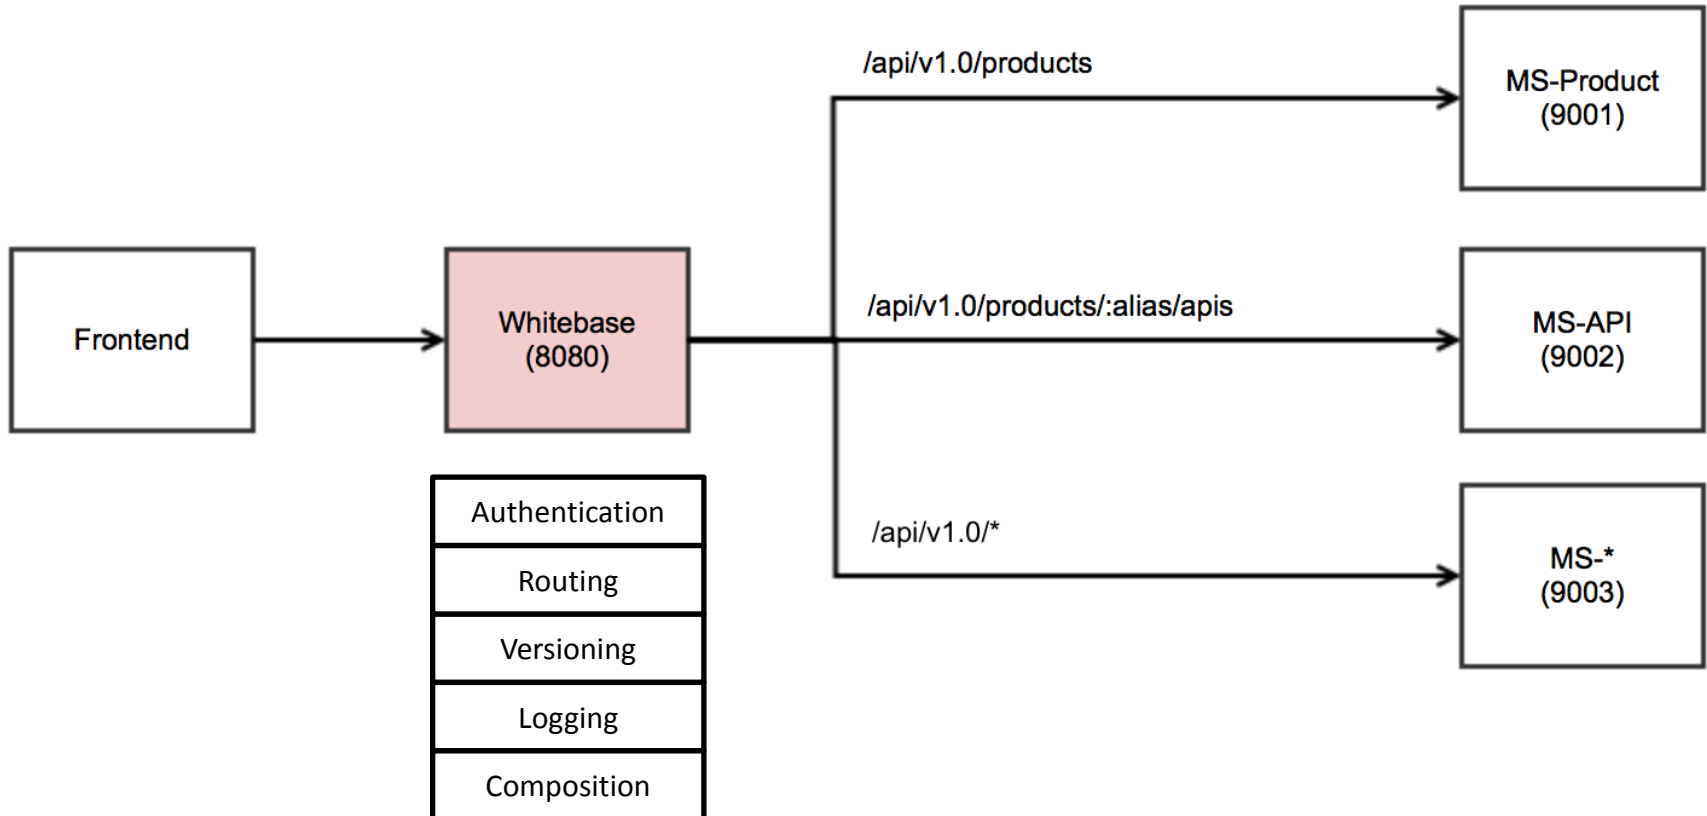 /api/v1.0/products
MS-Product
(9001)
Frontend
Whitebase
(8080)
/api/v1.0/products/:alias/apis
MS-API
(9002)
Authentication
Routing
Versioning
Logging
Composition
/api/v1.0/*
MS-*
(9003)